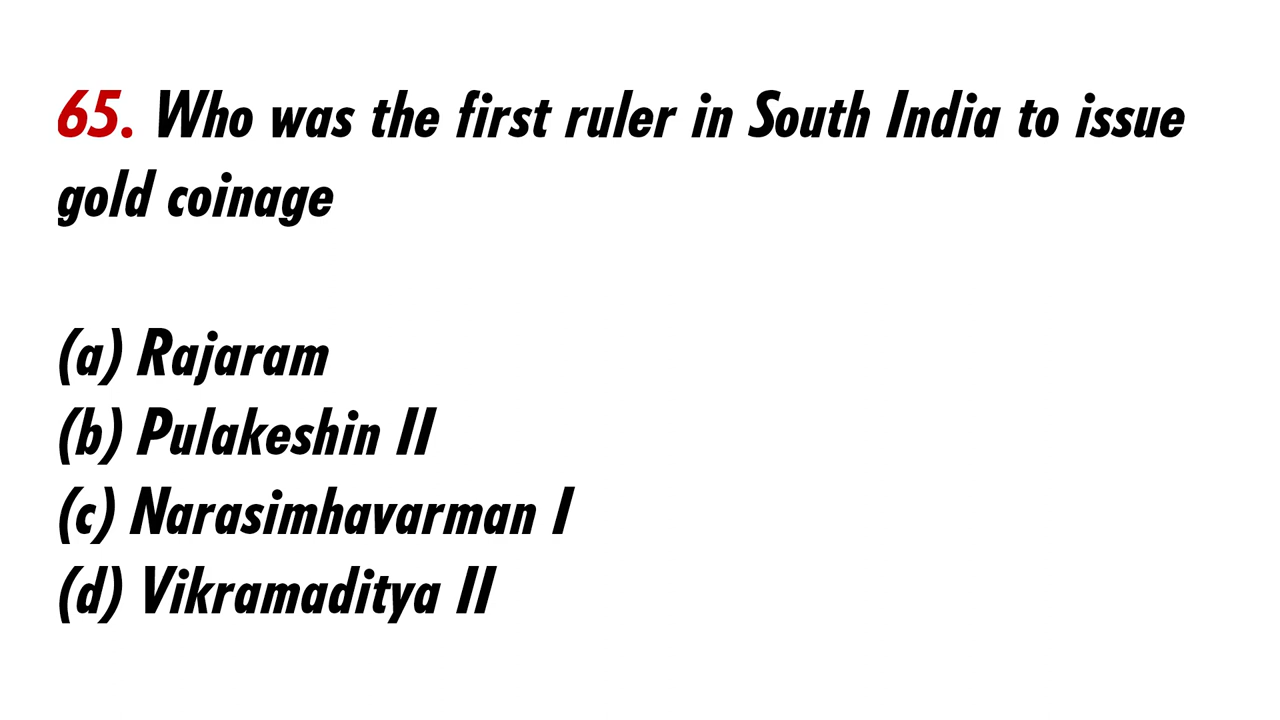 65. Who was the first ruler in South India to issue
gold coinage
(a) Rajaram
(b) Pulakeshin II
(c) Narasimhavarman I
(d) Vikramaditya II